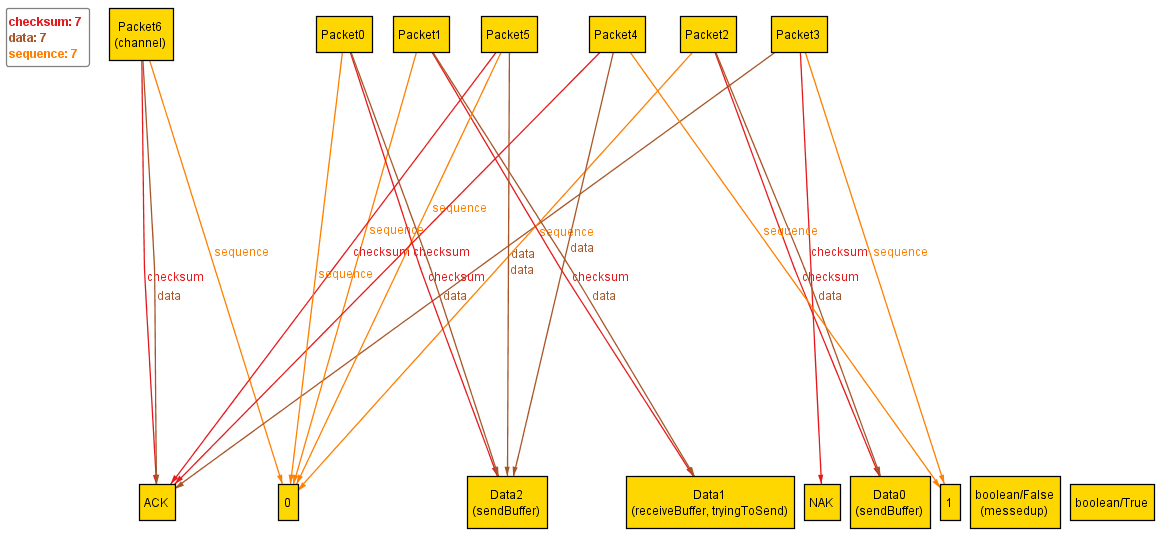 checksum: 7
data: 7
sequence: 7
Packet6
(channel)
Packet0
Packet1
Packet5
Packet4
Packet2
Packet3
sequence
sequence
sequence
sequence
sequence
checksum
checksum
data
data
checksum
sequence
data
sequence
checksum
data
checksum
data
checksum
data
checksum
data
ACK
0
Data2
(sendBuffer)
Data1
(receiveBuffer, tryingToSend)
NAK
Data0
(sendBuffer)
1
boolean/False
(messedup)
boolean/True